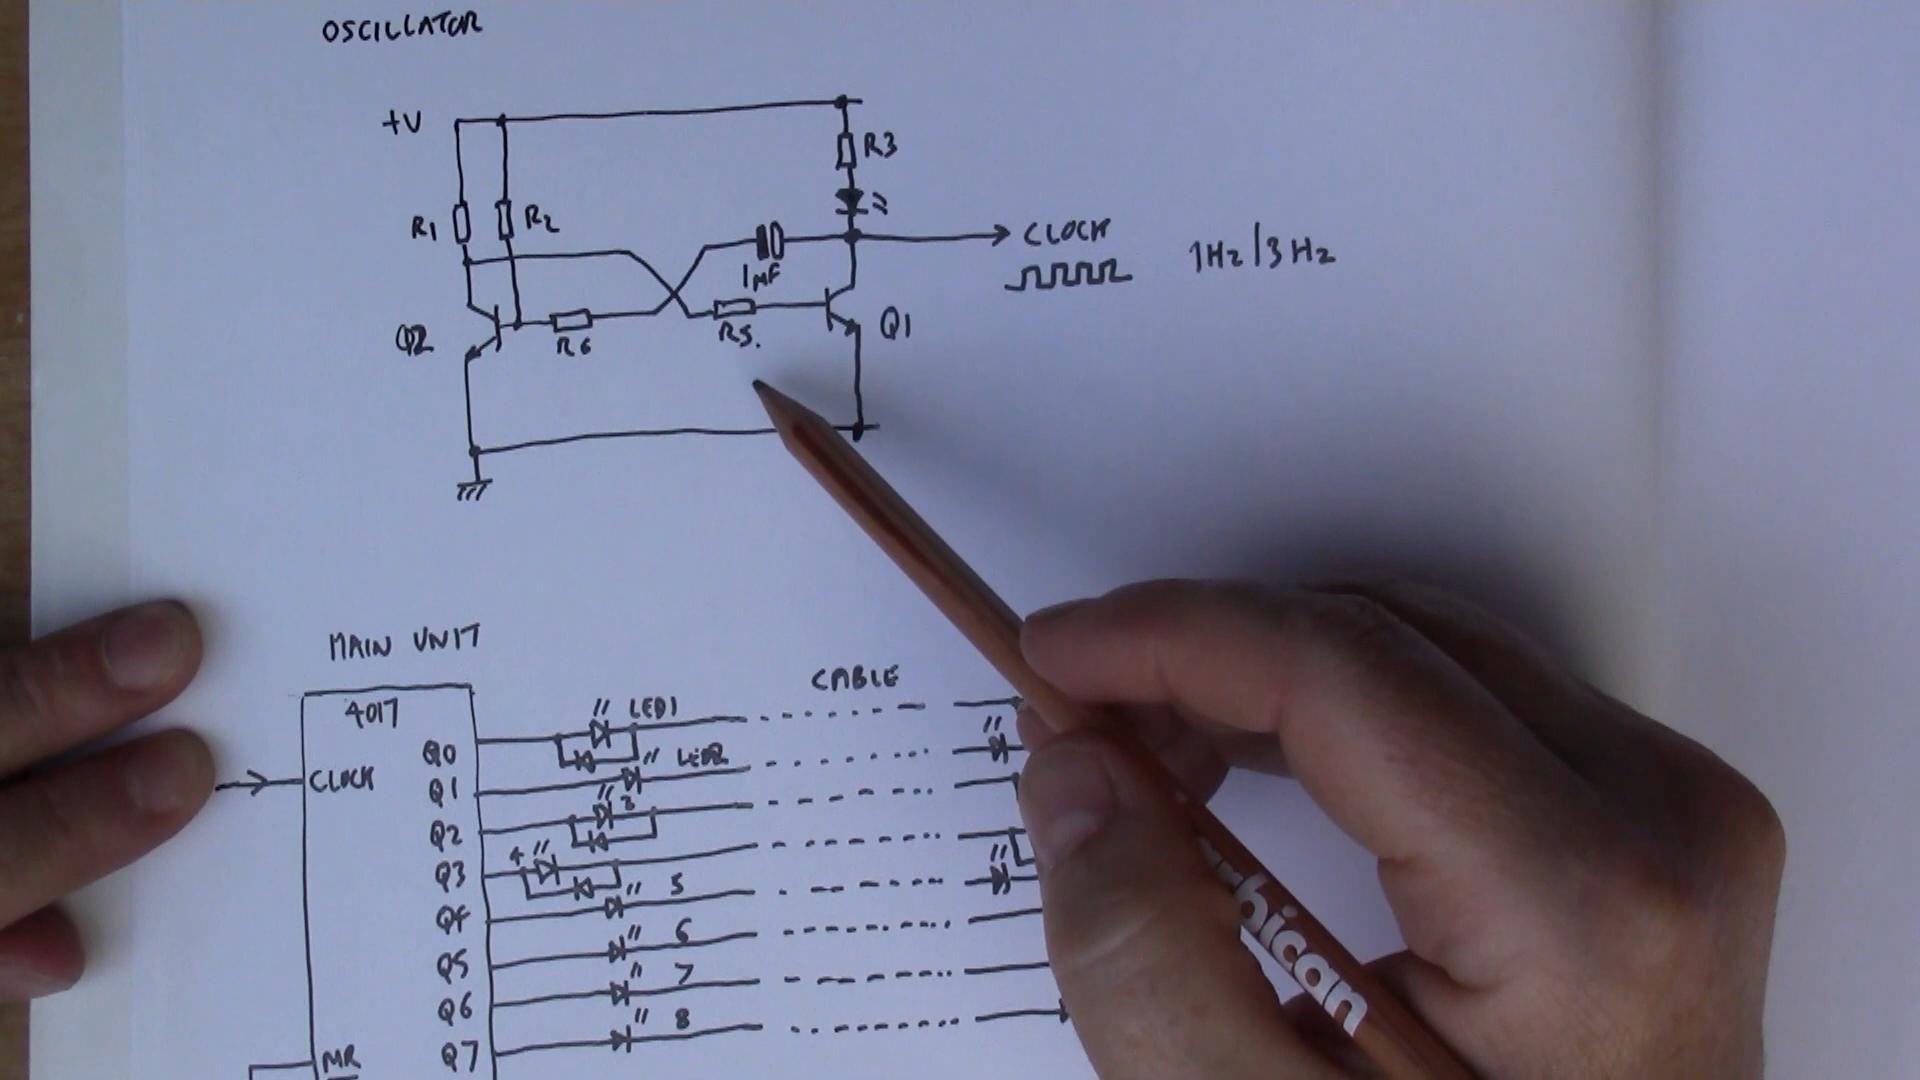 OSCILLATOR
+V
R3
R1
R2
CLOCK
1Hz/3Hz
1µF
Q2
R6
R5.
Q1
MAIN UNIT
CABLE
4017
LED1
Q0
LED2
CLOCK
Q1
3
Q2
4
Q3
5
Q4
6
Q5
7
Q6
8
MR
Q7